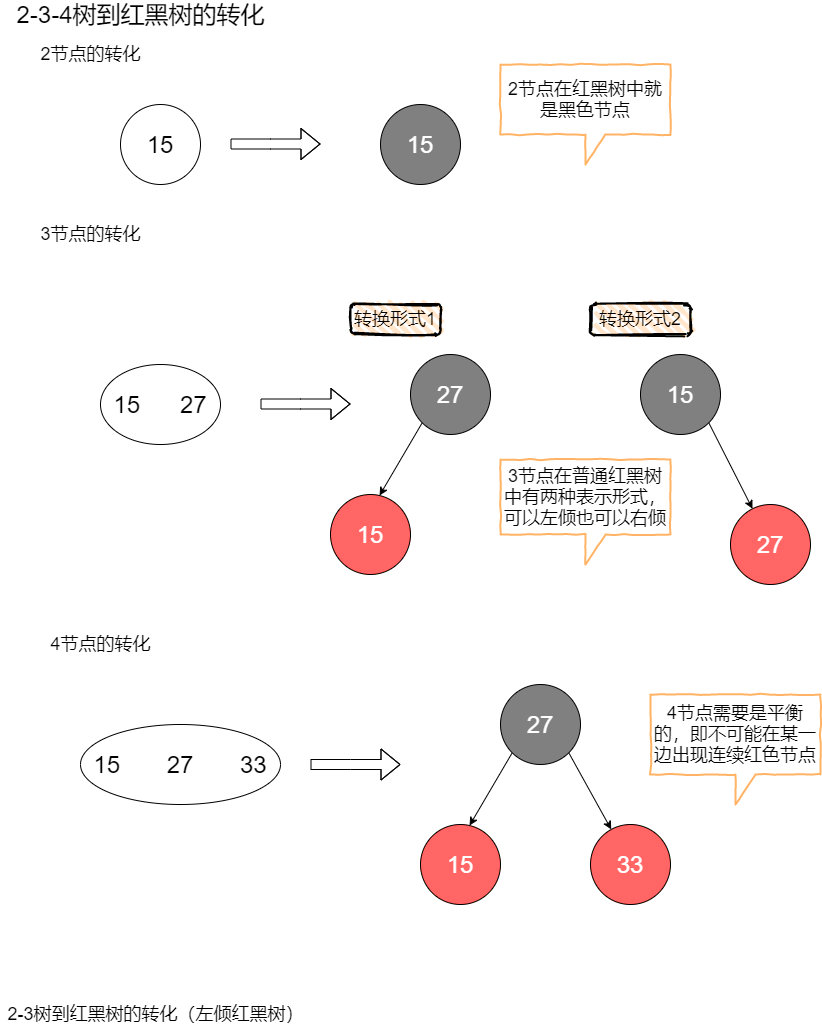 2-3-4树到红黑树的转化
2节点的转化
2节点在红黑树中就
是黑色节点
15
15
3节点的转化
转换形式1
转换形式2
15 27
27
15
3节点在普通红黑树
中有两种表示形式，
可以左倾也可以右倾
15
27
4节点的转化
15 27 33
27
4节点需要是平衡
的，即不可能在某一
边出现连续红色节点
15
33
2-3树到红黑树的转化（左倾红黑树）